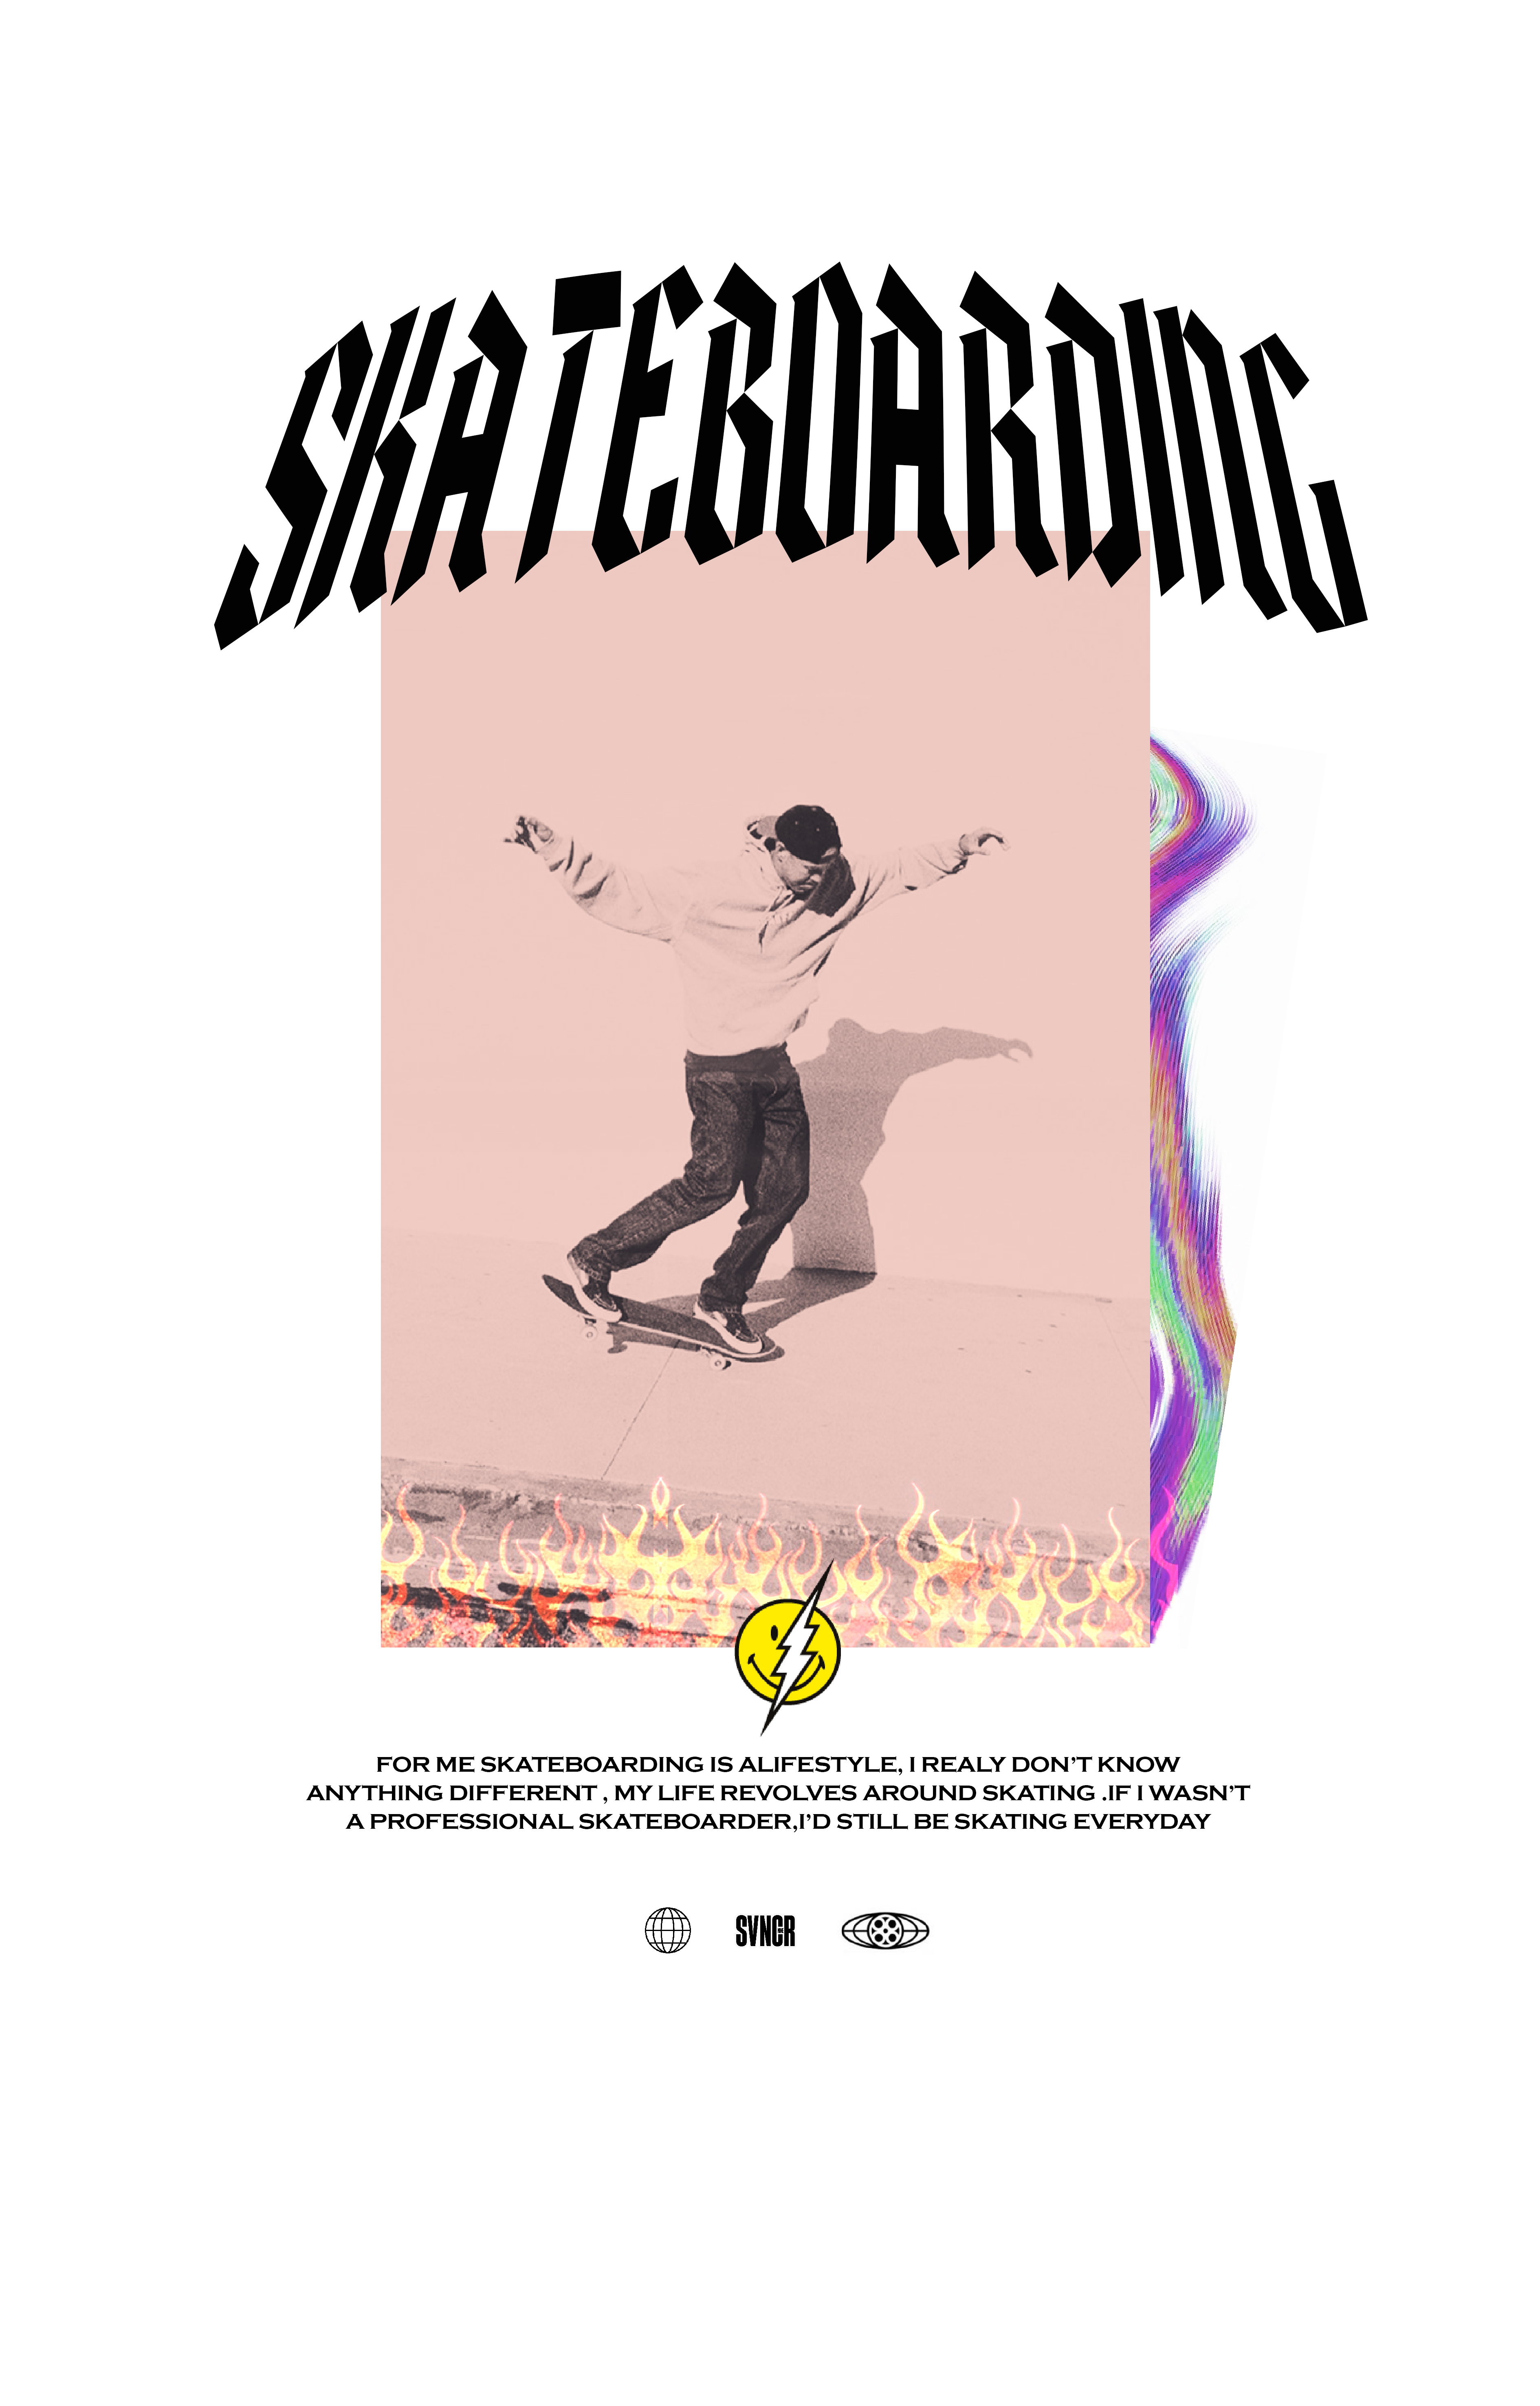 SKATEBOARDING
FOR ME SKATEBOARDING IS ALIFESTYLE, I REALY DON'T KNOW
ANYTHING DIFFERENT , MY LIFE REVOLVES AROUND SKATING .IF I WASN'T
A PROFESSIONAL SKATEBOARDER,I'D STILL BE SKATING EVERYDAY
SVNGR